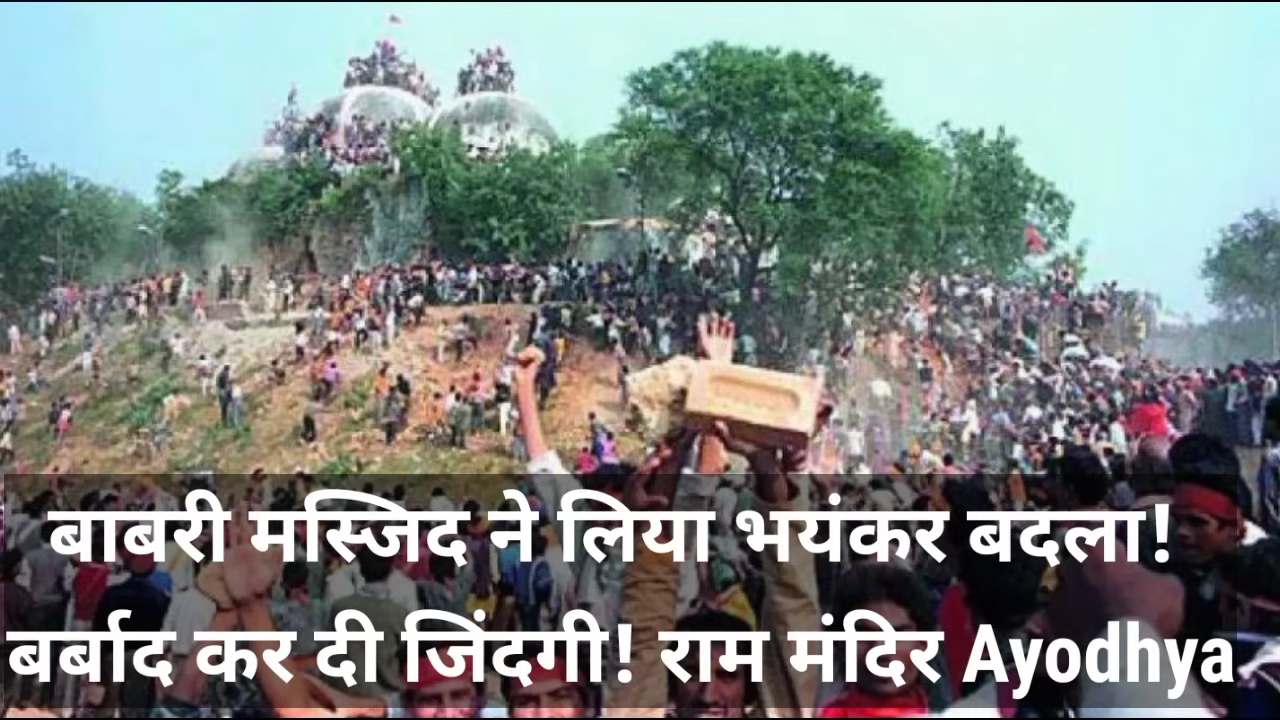 बाबरी मस्जिद ने लिया भयंकर बदला!
बर्बाद कर दी जिंदगी! राम मंदिर Ayodhya